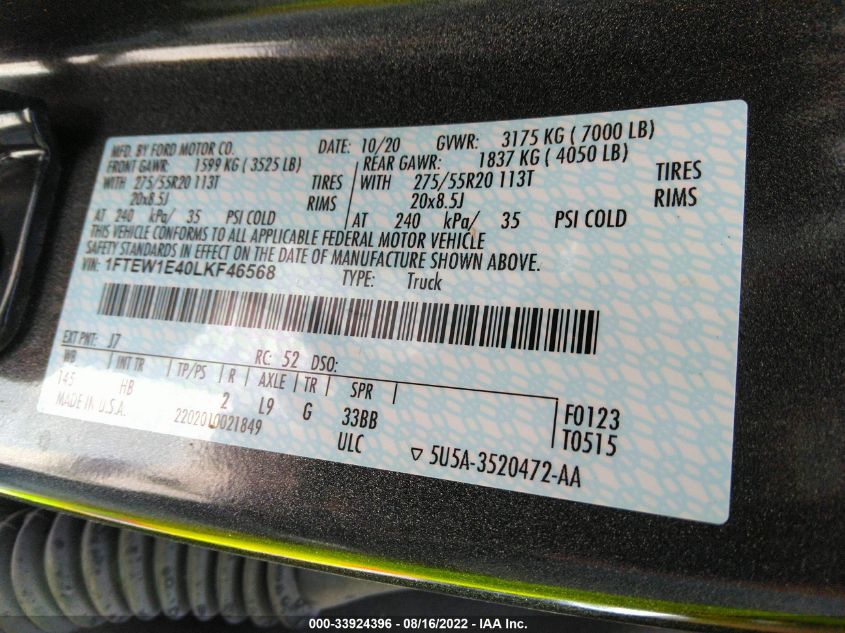 MFD. BY FORD MOTOR CO. DATE: 10/20 GVWR: 3175 KG ( 7000 LB)
FRONT GAWR: 1599 KG ( 3525 LB) REAR GAWR: 1837 KG ( 4050 LB)
WITH 275/55R20 113T TIRES WITH 275/55R20 113T TIRES
20x8.5J RIMS 20x8.5J RIMS
AT 240 kPa/ 35 PSI COLD AT 240 kPa/ 35 PSI COLD
THIS VEHICLE CONFORMS TO ALL APPLICABLE FEDERAL MOTOR VEHICLE
SAFETY STANDARDS IN EFFECT ON THE DATE OF MANUFACTURE SHOWN ABOVE.
VIN: 1FTEW1E40LKF46568 TYPE: Truck
EXT PNT: J7 RC: 52 DSO:
WB INT TR TP/PS R AXLE TR SPR
145 HB 2 L9 G 33BB F0123
MADE IN U.S.A. 2202010021849 ULC T0515
▽ 5U5A-3520472-AA
000-33924396 - 08/16/2022 - IAA Inc.